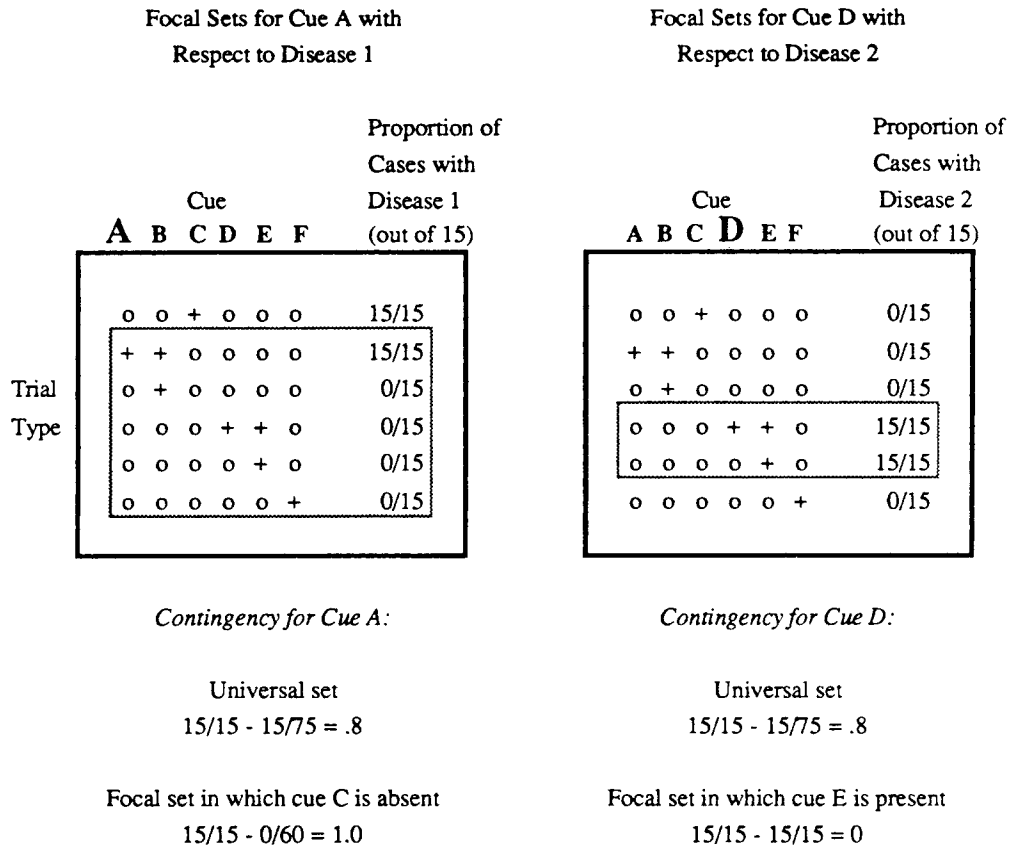 Focal Sets for Cue A with
Respect to Disease 1
Proportion of
Cases with
Cue Disease 1
A B C D E F (out of 15)
o o + o o o 15/15
+ + o o o o 15/15
Trial o + o o o o 0/15
Type o o o + + o 0/15
o o o o + o 0/15
o o o o o + 0/15
Contingency for Cue A:
Universal set
15/15 - 15/75 = .8
Focal set in which cue C is absent
15/15 - 0/60 = 1.0
Focal Sets for Cue D with
Respect to Disease 2
Proportion of
Cases with
Cue Disease 2
A B C D E F (out of 15)
o o + o o o 0/15
+ + o o o o 0/15
o + o o o o 0/15
o o o + + o 15/15
o o o o + o 15/15
o o o o o + 0/15
Contingency for Cue D:
Universal set
15/15 - 15/75 = .8
Focal set in which cue E is present
15/15 - 15/15 = 0